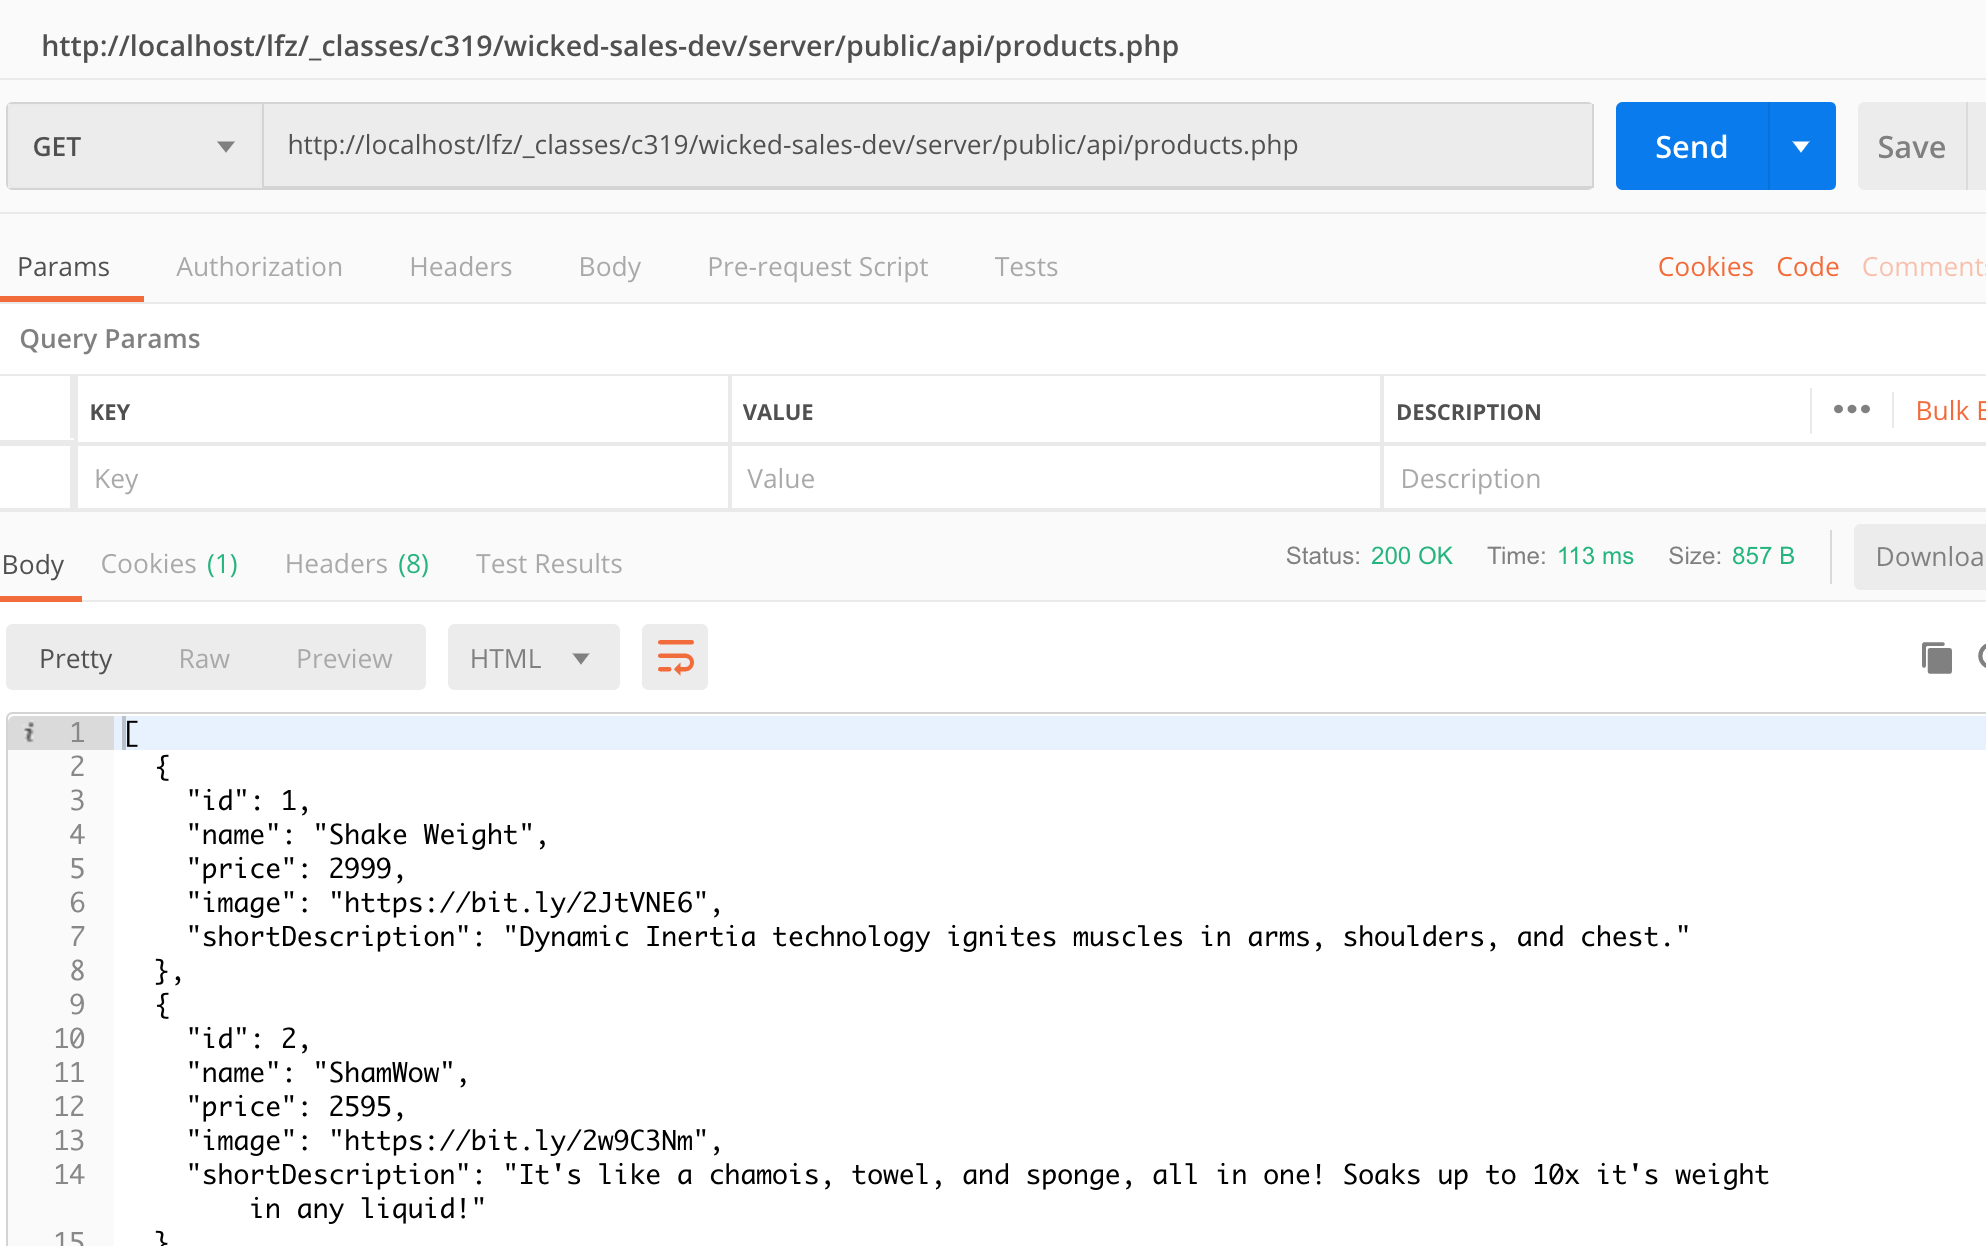 http://localhost/lfz/_classes/c319/wicked-sales-dev/server/public/api/products.php
GET http://localhost/lfz/_classes/c319/wicked-sales-dev/server/public/api/products.php Send Save
Params Authorization Headers Body Pre-request Script Tests Cookies Code Comment
Query Params
KEY VALUE DESCRIPTION ••• Bulk E
Key Value Description
Body Cookies (1) Headers (8) Test Results Status: 200 OK Time: 113 ms Size: 857 B Downloa
Pretty Raw Preview HTML
i 1 [
2 {
3 "id": 1,
4 "name": "Shake Weight",
5 "price": 2999,
6 "image": "https://bit.ly/2JtVNE6",
7 "shortDescription": "Dynamic Inertia technology ignites muscles in arms, shoulders, and chest."
8 },
9 {
10 "id": 2,
11 "name": "ShamWow",
12 "price": 2595,
13 "image": "https://bit.ly/2w9C3Nm",
14 "shortDescription": "It's like a chamois, towel, and sponge, all in one! Soaks up to 10x it's weight
in any liquid!"
15 }